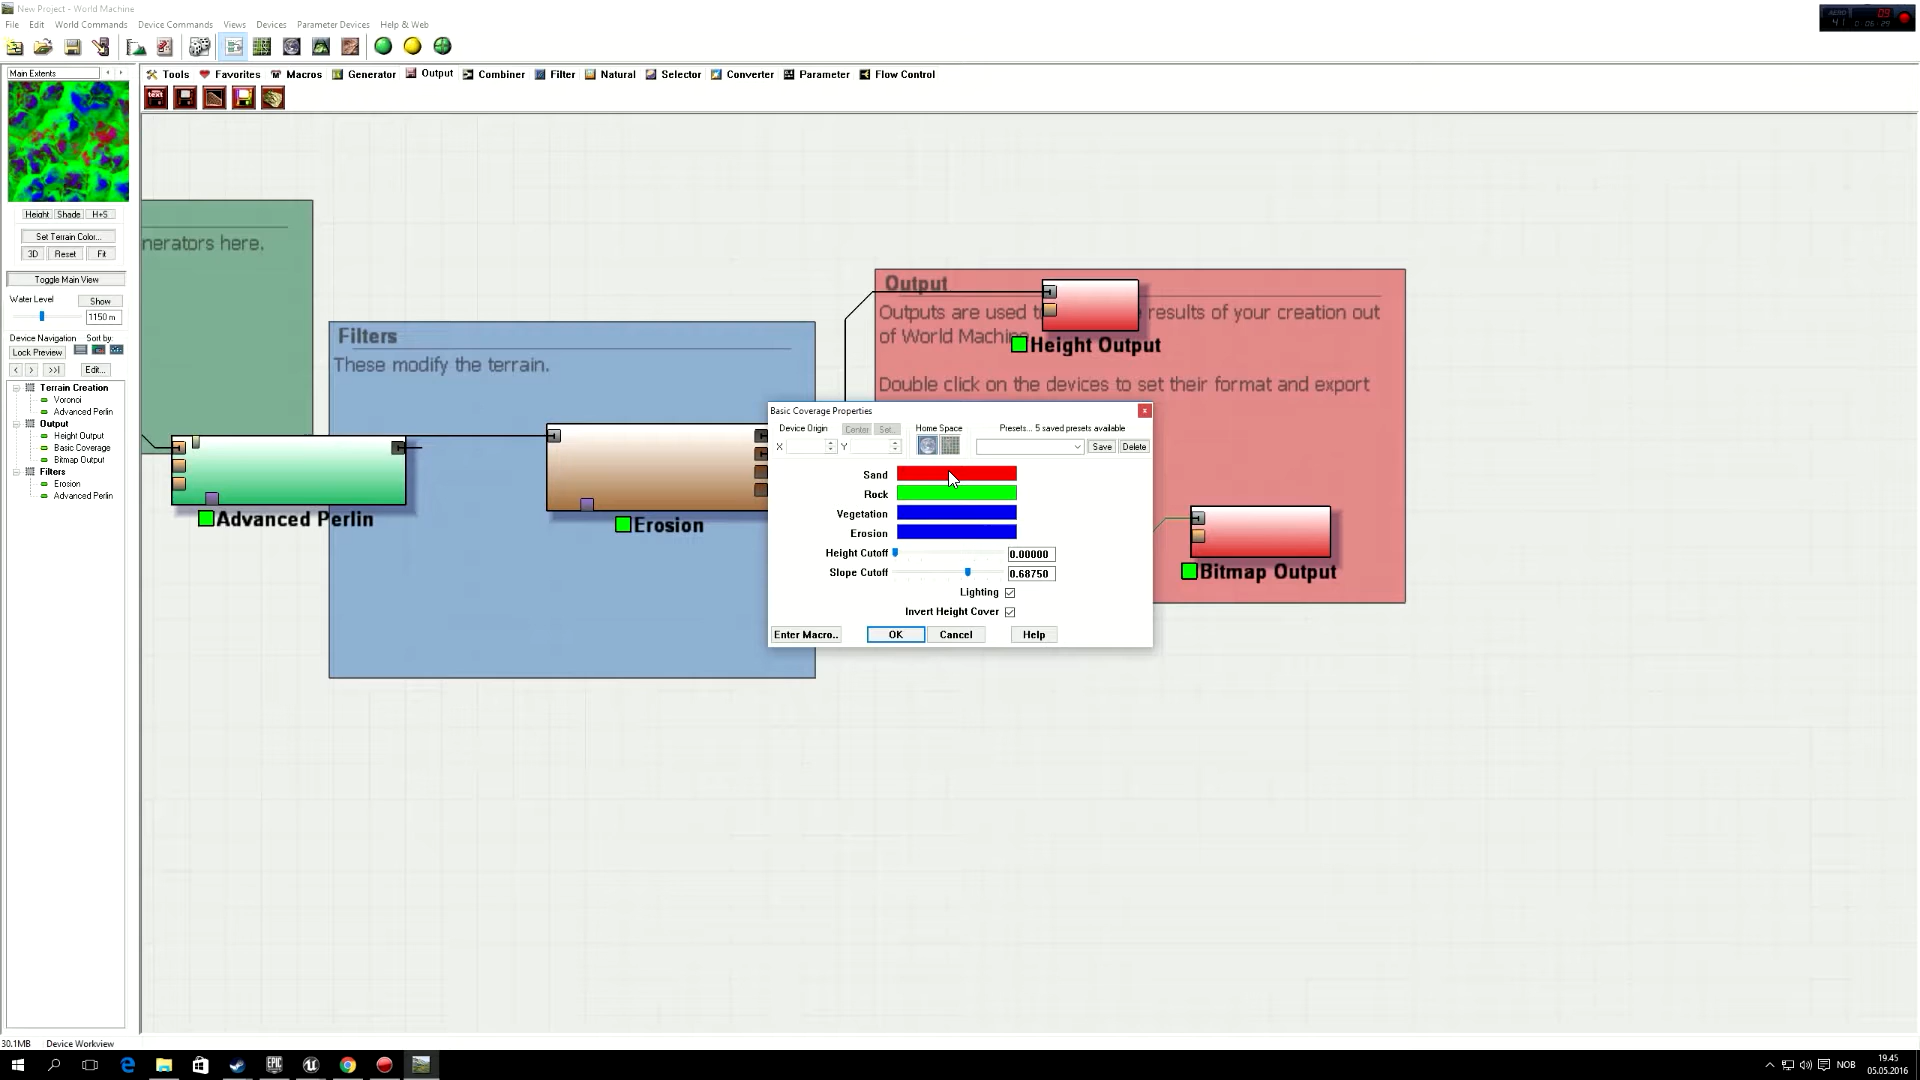 New Project - World Machine
File Edit World Commands Device Commands Views Devices Parameter Devices Help & Web
Main Extents
Tools Favorites Macros Generator Output Combiner Filter Natural Selector Converter Parameter Flow Control
text
Height Shade H+S
Set Terrain Color...
3D Reset Fit
Toggle Main View
Water Level Show
1150 m
Device Navigation Sort by:
Lock Preview
< > >>| Edit...
Terrain Creation
Voronoi
Advanced Perlin
Output
Height Output
Basic Coverage
Bitmap Output
Filters
Erosion
Advanced Perlin
nerators here.
Advanced Perlin
Filters
These modify the terrain.
Erosion
Output
Outputs are used t results of your creation out
of World Machine
Height Output
Double click on the devices to set their format and export
Bitmap Output
Basic Coverage Properties x
Device Origin Center Set... Home Space Presets... 5 saved presets available
X Y Save Delete
Sand
Rock
Vegetation
Erosion
Height Cutoff 0.00000
Slope Cutoff 0.68750
Lighting
Invert Height Cover
Enter Macro.. OK Cancel Help
30.1MB Device Workview
EPIC
NOB
19.45
05.05.2016